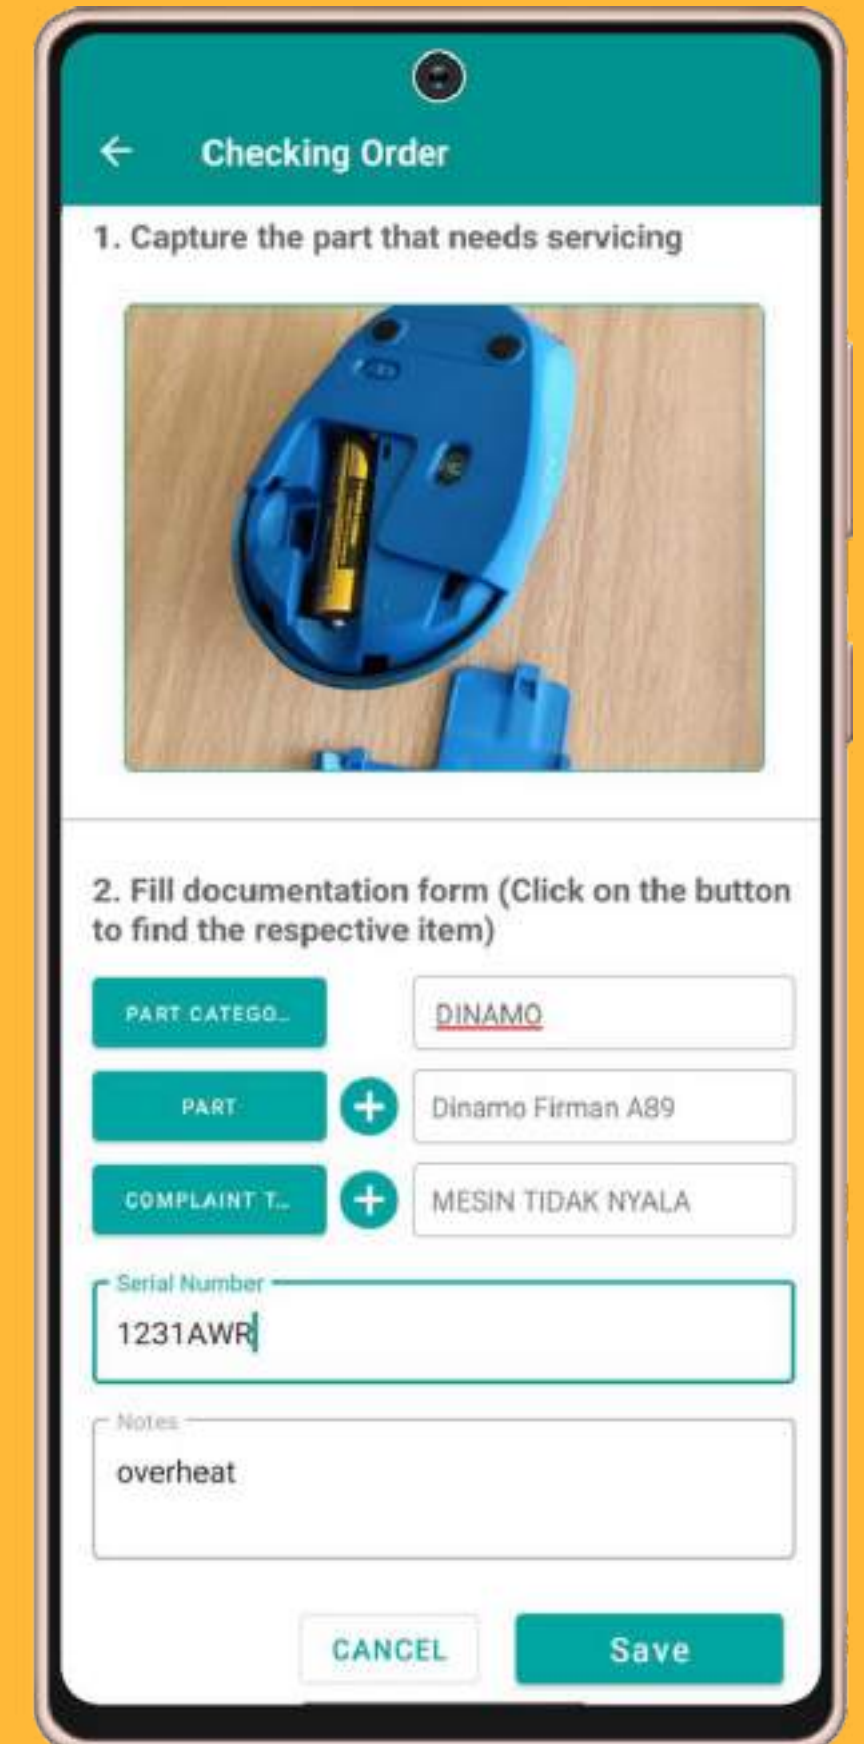 Checking Order
1. Capture the part that needs servicing
2. Fill documentation form (Click on the button
to find the respective item)
PART CATEGO...
DINAMO
PART
Dinamo Firman A89
COMPLAINT T...
MESIN TIDAK NYALA
Serial Number
1231AWR
Notes
overheat
CANCEL
Save